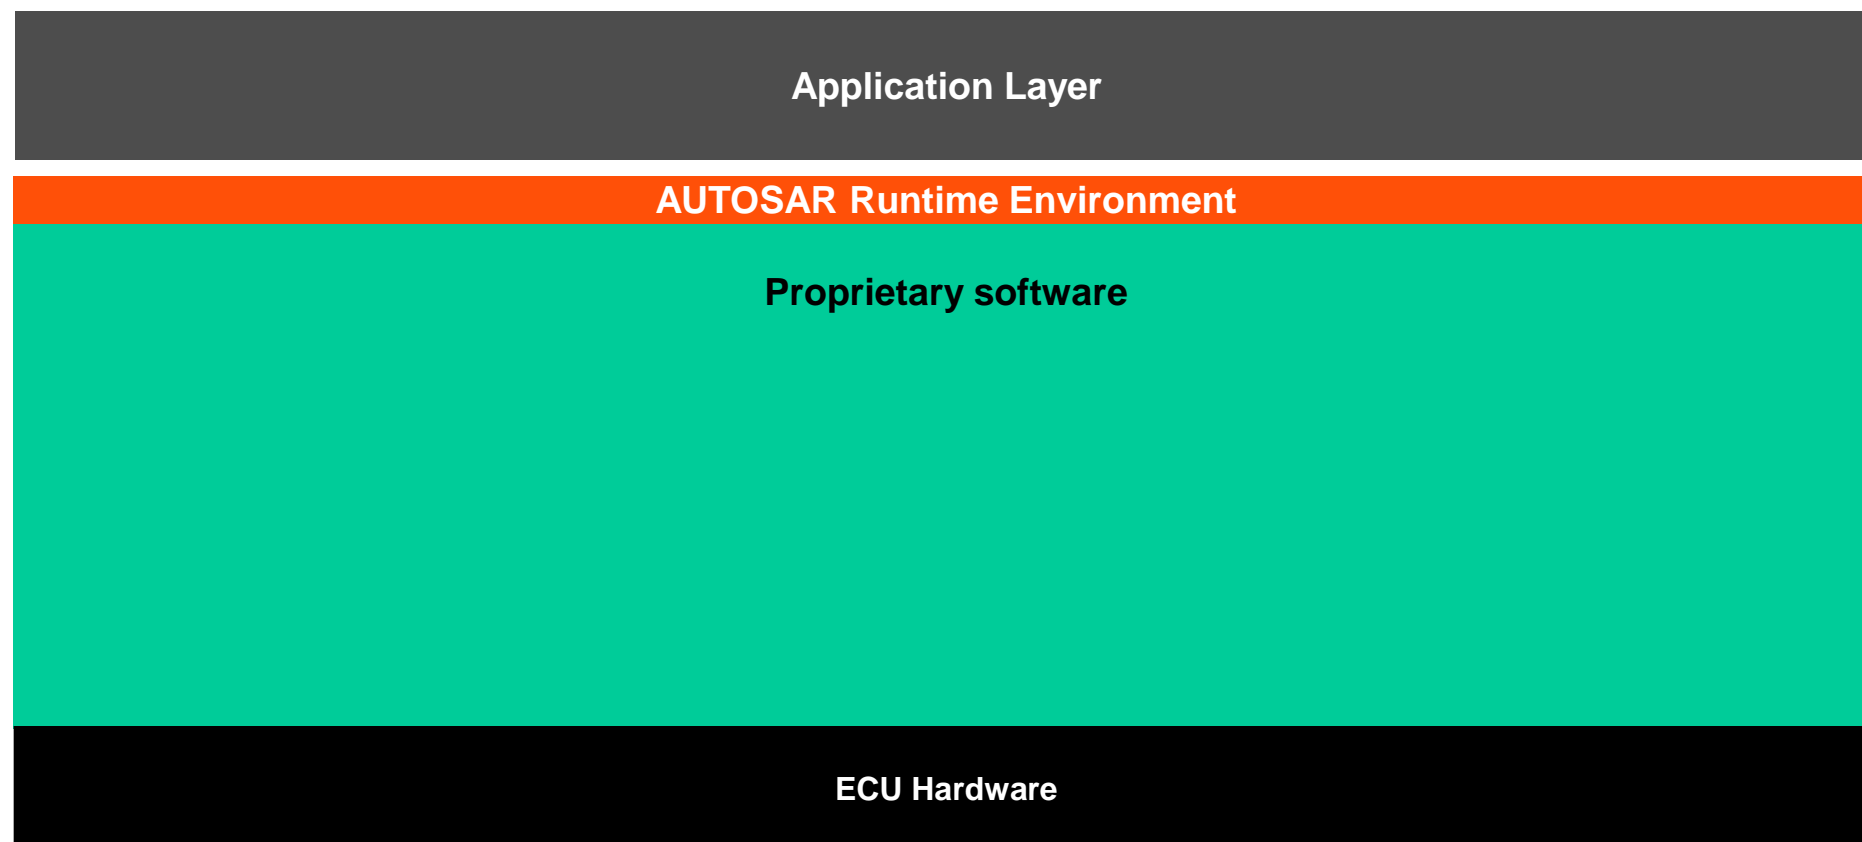 Application Layer
AUTOSAR Runtime Environment
Proprietary software
ECU Hardware